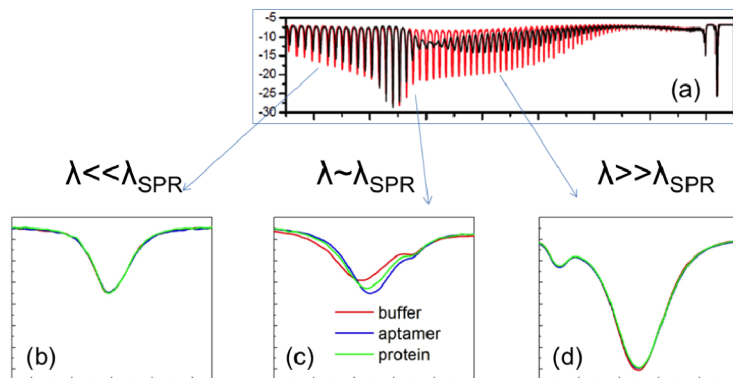 -5
-10
-15
-20
-25
-30
(a)
λ<<λSPR
λ~λSPR
λ>>λSPR
(b)
(c)
buffer
aptamer
protein
(d)